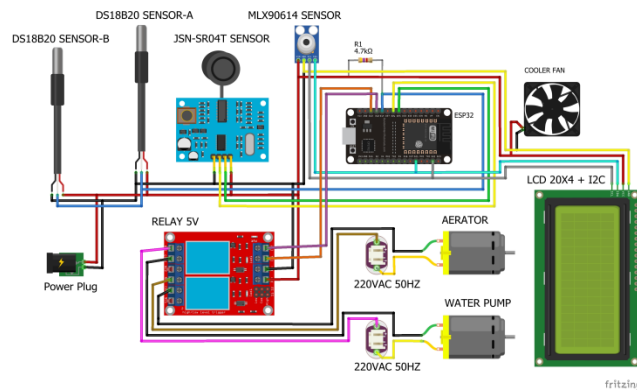 DS18B20 SENSOR-A
MLX90614 SENSOR
DS18B20 SENSOR-B
JSN-SR04T SENSOR
R1
4.7kΩ
COOLER FAN
ESP32
LCD 20X4 + I2C
RELAY 5V
AERATOR
Power Plug
220VAC 50HZ
WATER PUMP
220VAC 50HZ
fritzing